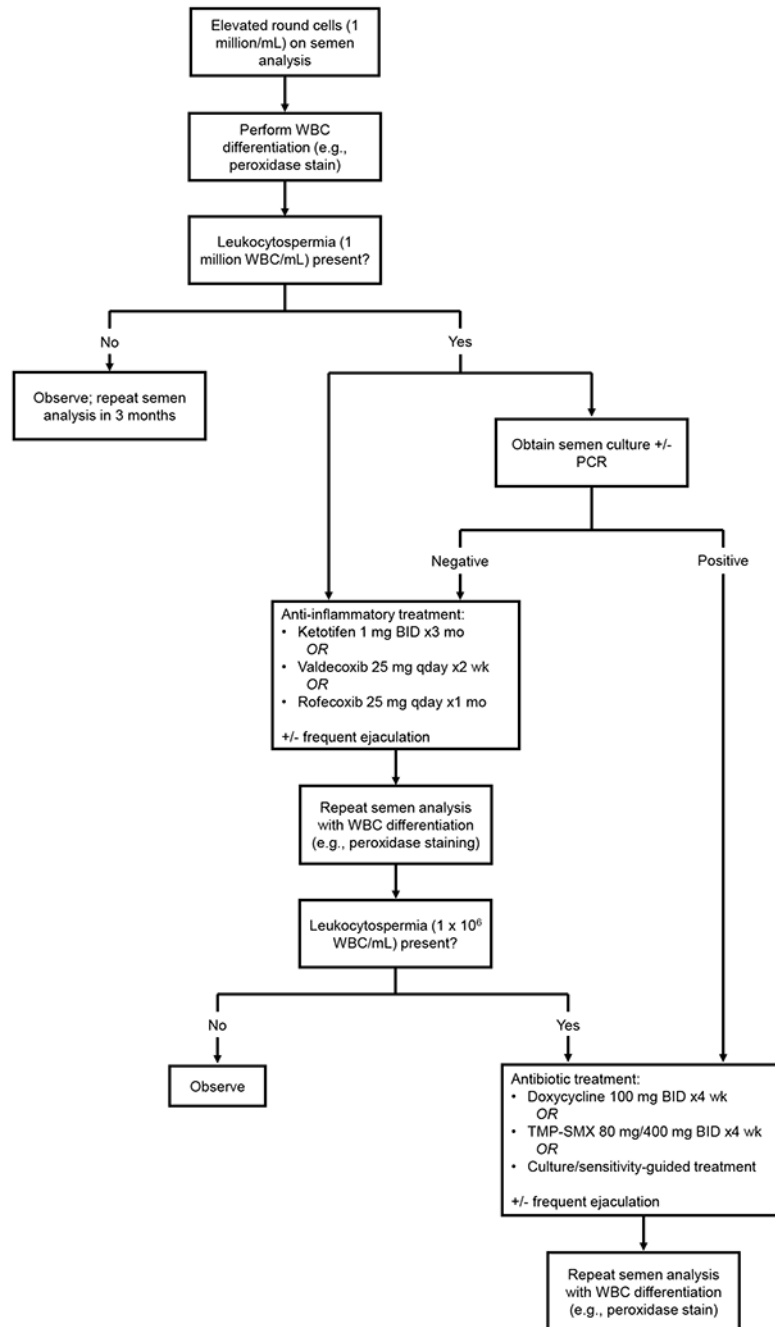 Elevated round cells (1
million/mL) on semen
analysis
Perform WBC
differentiation (e.g.,
peroxidase stain)
Leukocytospermia (1
million WBC/mL) present?
No
Yes
Observe; repeat semen
analysis in 3 months
Obtain semen culture +/-
PCR
Negative
Positive
Anti-inflammatory treatment:
• Ketotifen 1 mg BID x3 mo
OR
• Valdecoxib 25 mg qday x2 wk
OR
• Rofecoxib 25 mg qday x1 mo
+/- frequent ejaculation
Repeat semen analysis
with WBC differentiation
(e.g., peroxidase staining)
Leukocytospermia (1 x 10⁶
WBC/mL) present?
No
Yes
Observe
Antibiotic treatment:
• Doxycycline 100 mg BID x4 wk
OR
• TMP-SMX 80 mg/400 mg BID x4 wk
OR
• Culture/sensitivity-guided treatment
+/- frequent ejaculation
Repeat semen analysis
with WBC differentiation
(e.g., peroxidase stain)